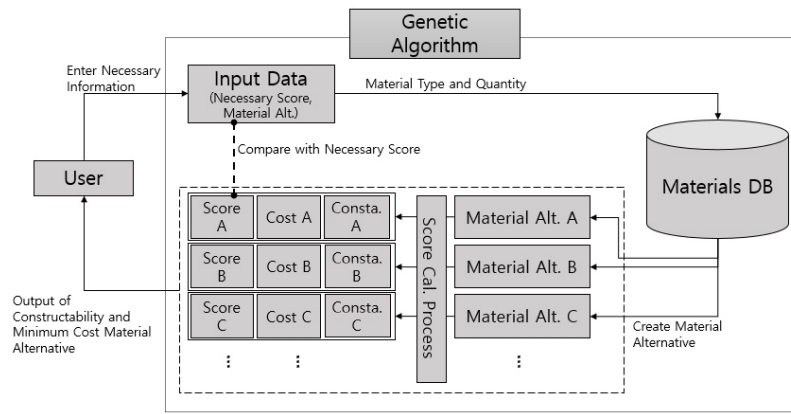 Genetic
Algorithm
Enter Necessary
Information
Input Data
(Necessary Score,
Material Alt.)
Material Type and Quantity
Compare with Necessary Score
User
Materials DB
Score
A
Cost A
Consta.
A
Score Cal. Process
Material Alt. A
Score
B
Cost B
Consta.
B
Material Alt. B
Score
C
Cost C
Consta.
C
Material Alt. C
Output of
Constructability and
Minimum Cost Material
Alternative
Create Material
Alternative